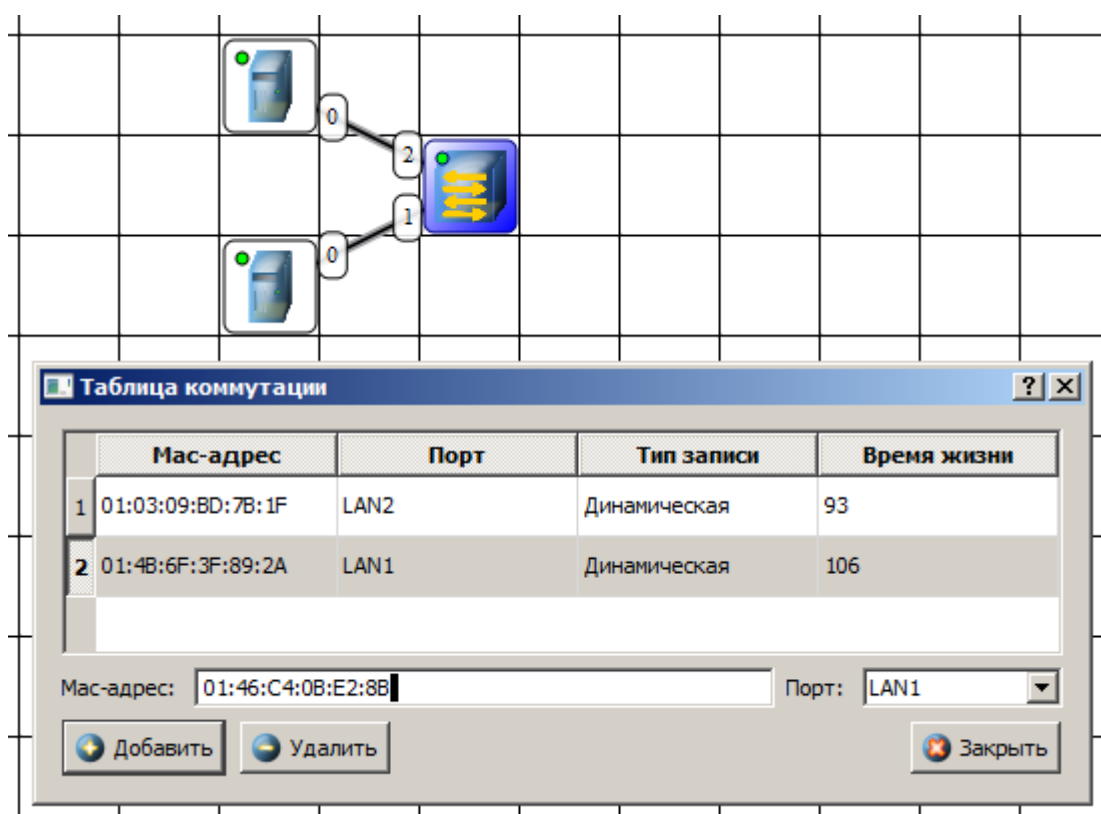 0
2
1
0
Таблица коммутации
Mac-адрес Порт Тип записи Время жизни
1 01:03:09:BD:7B:1F LAN2 Динамическая 93
2 01:4B:6F:3F:89:2A LAN1 Динамическая 106
Mac-адрес: 01:46:C4:0B:E2:8B Порт: LAN1
Добавить Удалить Закрыть